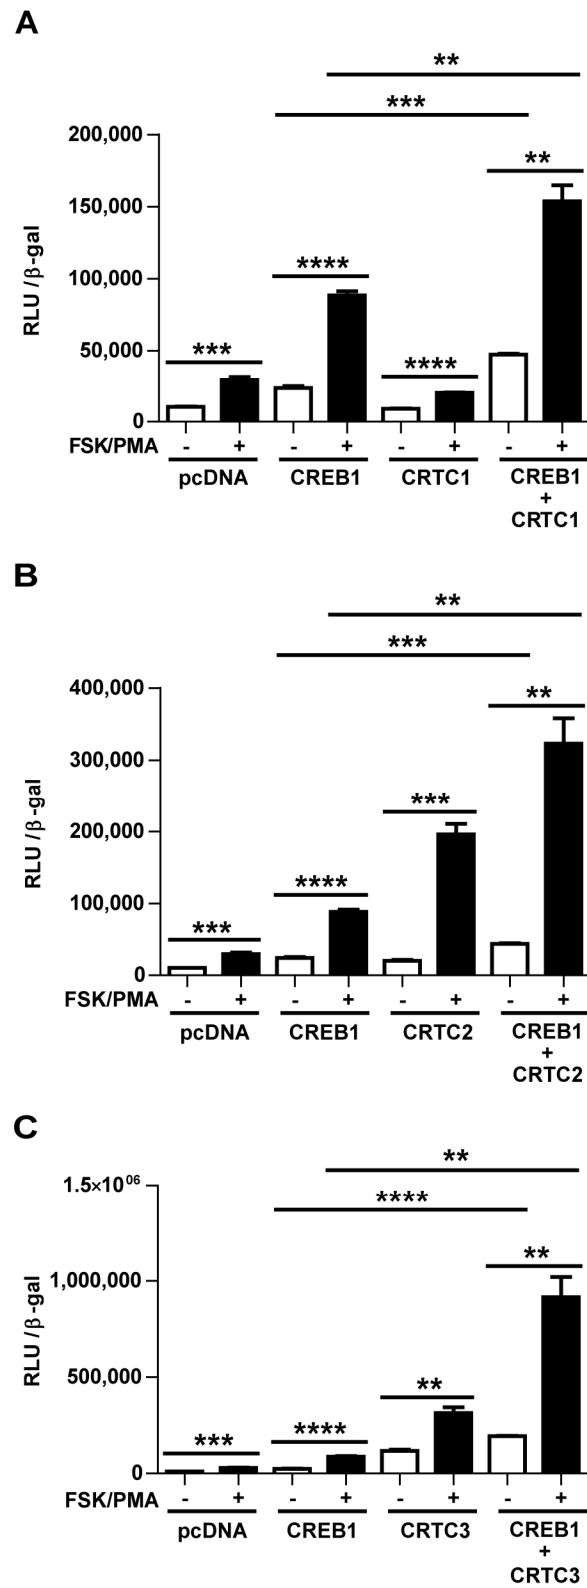 A
**
***
200,000
**
150,000
****
100,000
***
****
50,000
0
RLU /β-gal
FSK/PMA - + - + - + - +
pcDNA CREB1 CRTC1 CREB1
+
CRTC1
B
**
***
400,000
**
300,000
***
200,000
****
100,000
***
0
RLU /β-gal
FSK/PMA - + - + - + - +
pcDNA CREB1 CRTC2 CREB1
+
CRTC2
C
**
1.5×10⁰⁶
****
**
1,000,000
500,000
**
****
***
0
RLU /β-gal
FSK/PMA - + - + - + - +
pcDNA CREB1 CRTC3 CREB1
+
CRTC3